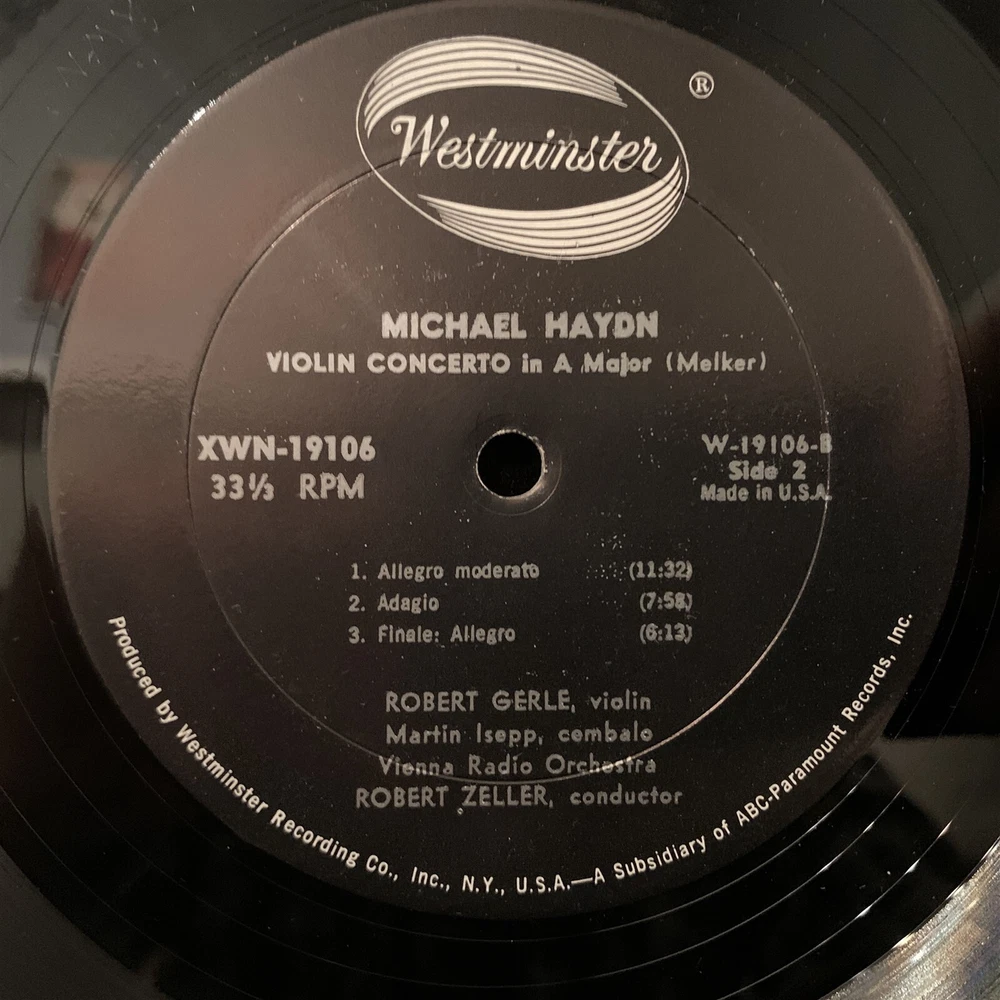 Westminster ®
MICHAEL HAYDN
VIOLIN CONCERTO in A Major (Melker)
XWN-19106
33⅓ RPM
W-19106-B
Side 2
Made in U.S.A.
1. Allegro moderato (11:32)
2. Adagio (7:58)
3. Finale: Allegro (6:13)
ROBERT GERLE, violin
Martin Isepp, cembalo
Vienna Radio Orchestra
ROBERT ZELLER, conductor
Produced by Westminster Recording Co., Inc., N.Y., U.S.A.—A Subsidiary of ABC-Paramount Records, Inc.